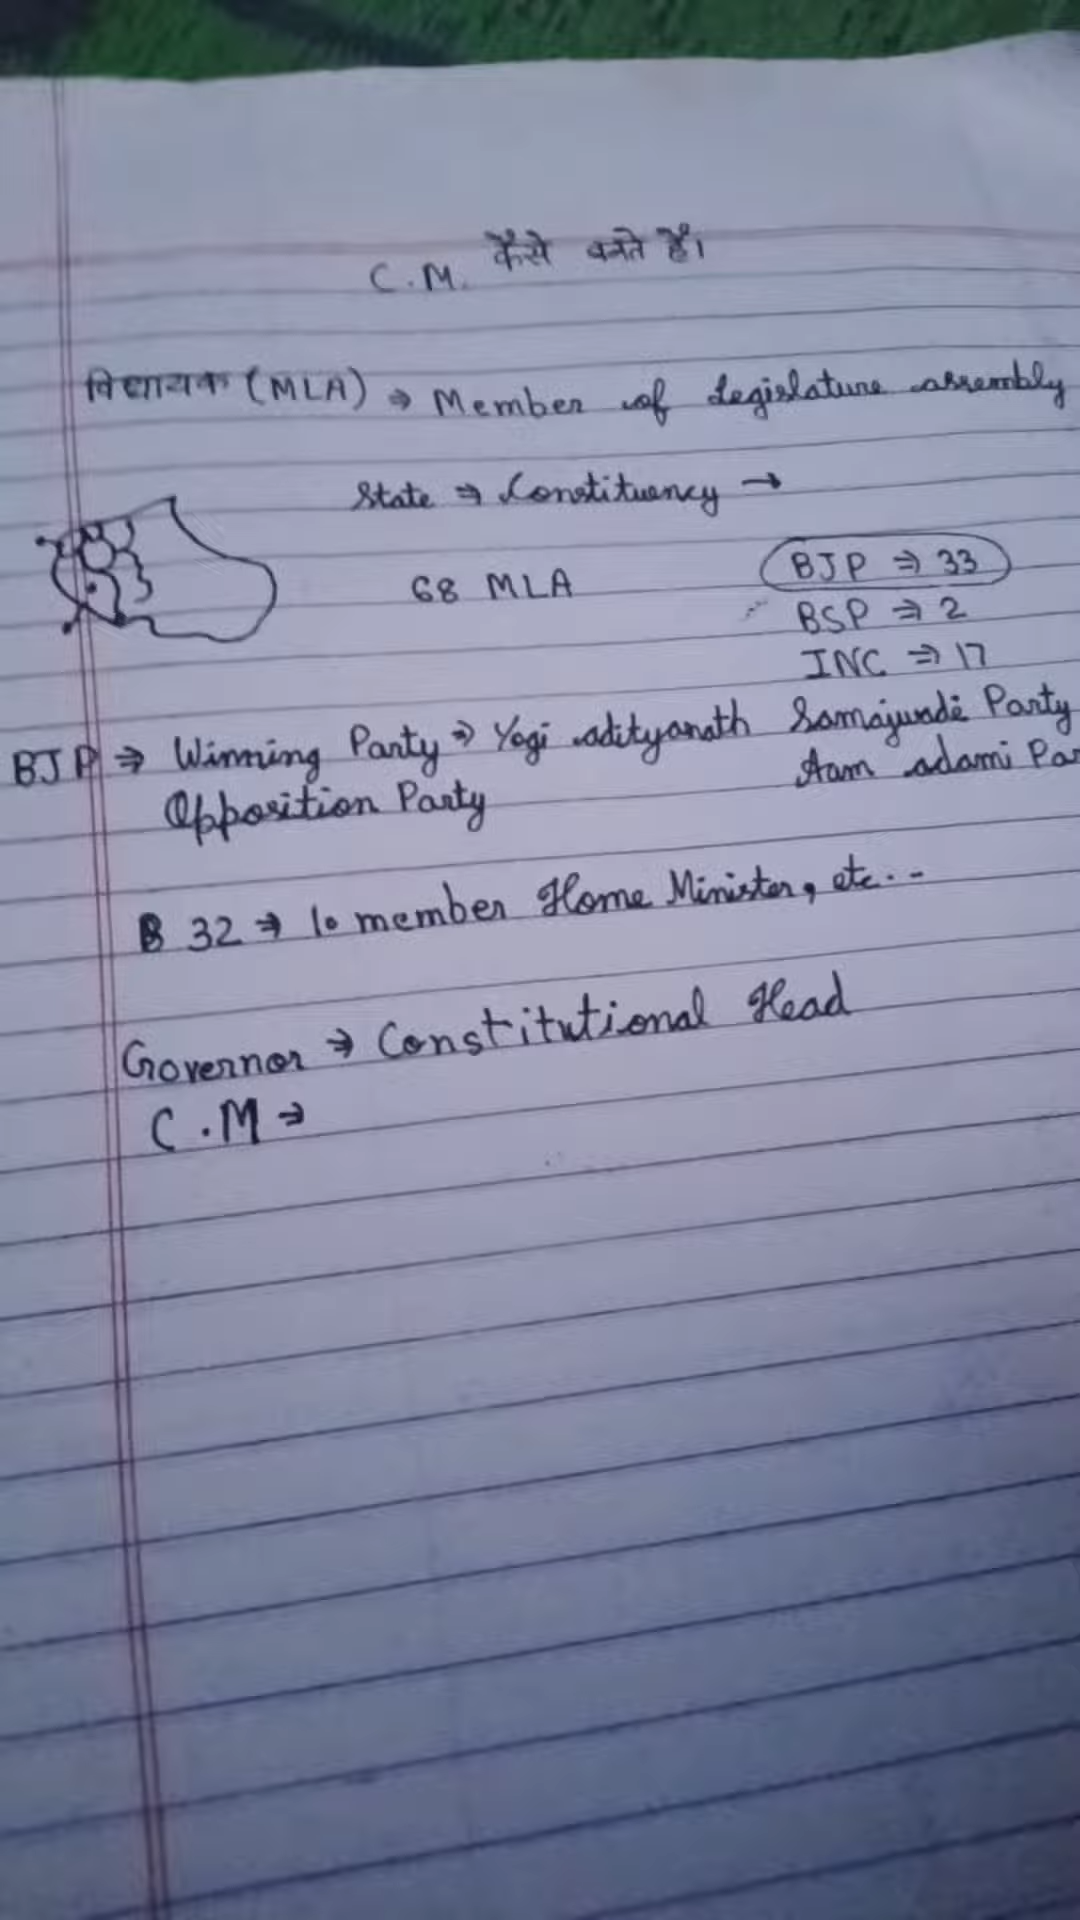 C.M. कैसे बनते हैं।
विधायक (MLA) → Member of Legislature assembly
State ⇒ Constituency →
68 MLA
BJP ⇒ 33
BSP ⇒ 2
INC ⇒ 17
Samajwadi Party
Aam adami
BJP ⇒ Winning Party ⇒ Yogi adityanath
Opposition Party
32 ⇒ 10 member Home Minister, etc...
Governor ⇒ Constitutional Head
C.M ⇒